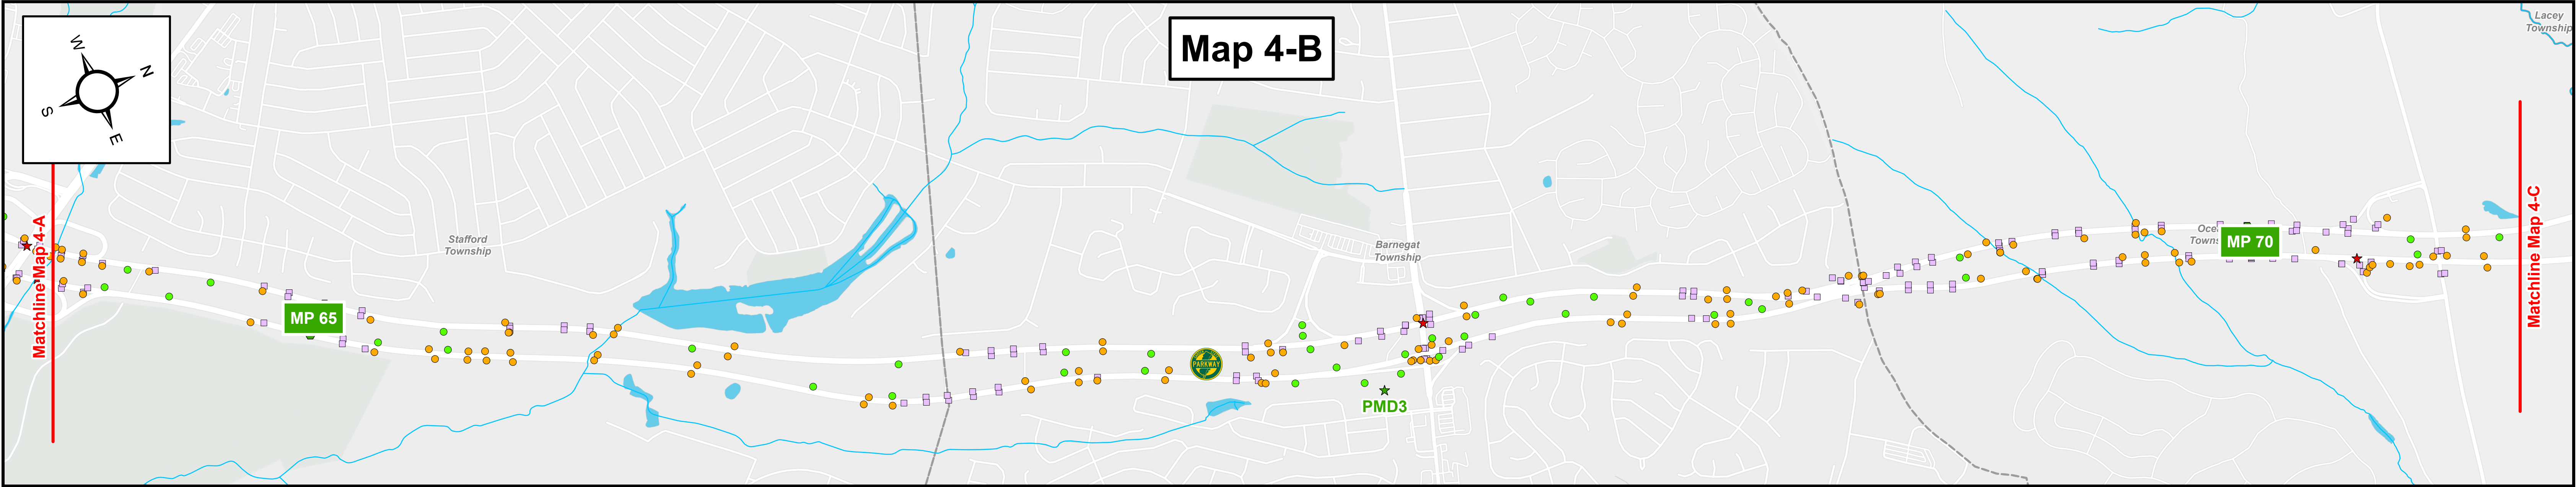 Map 4-B
Lacey
Township
W
N
S
E
Matchline Map 4-A
Stafford
Township
MP 65
PARKWAY
Barnegat
Township
PMD3
MP 70
Matchline Map 4-C